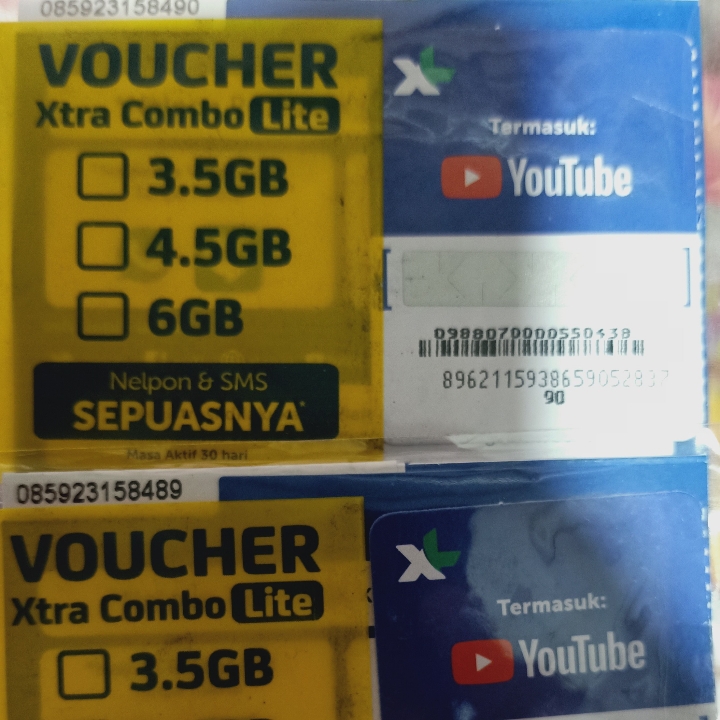 085923158490
VOUCHER
Xtra Combo Lite
3.5GB
4.5GB
6GB
Nelpon & SMS
SEPUASNYA*
Masa Aktif 30 hari
XL
Termasuk:
YouTube
0988070000550438
8962115938659052837
90
085923158489
VOUCHER
Xtra Combo Lite
3.5GB
XL
Termasuk:
YouTube